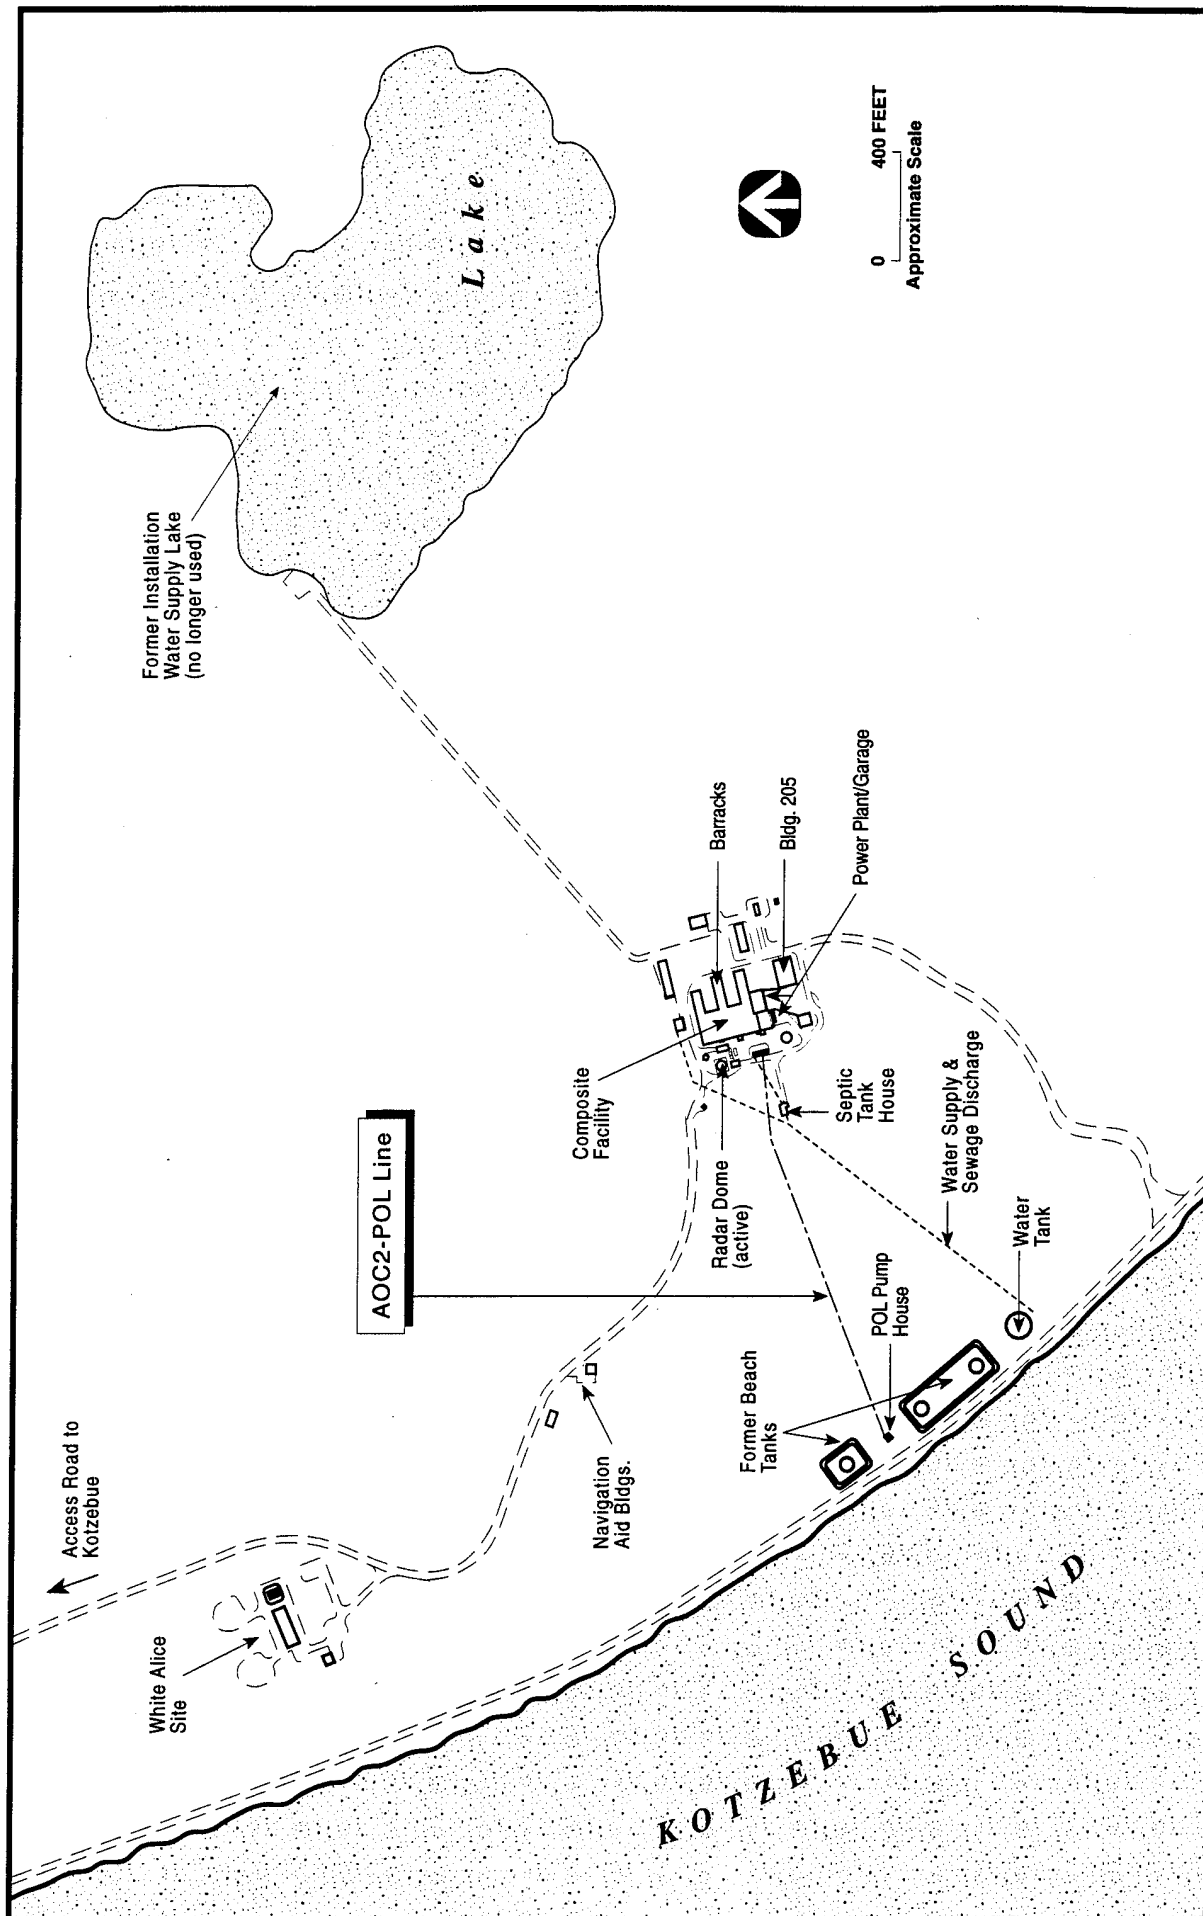 Access Road to
Kotzebue
White Alice
Site
Navigation
Aid Bldgs.
AOC2-POL Line
Former Installation
Water Supply Lake
(no longer used)
Lake
Composite
Facility
Barracks
Radar Dome
(active)
Bldg. 205
Power Plant/Garage
Septic
Tank
House
Former Beach
Tanks
POL Pump
House
Water Supply &
Sewage Discharge
Water
Tank
KOTZEBUE SOUND
0 400 FEET
Approximate Scale